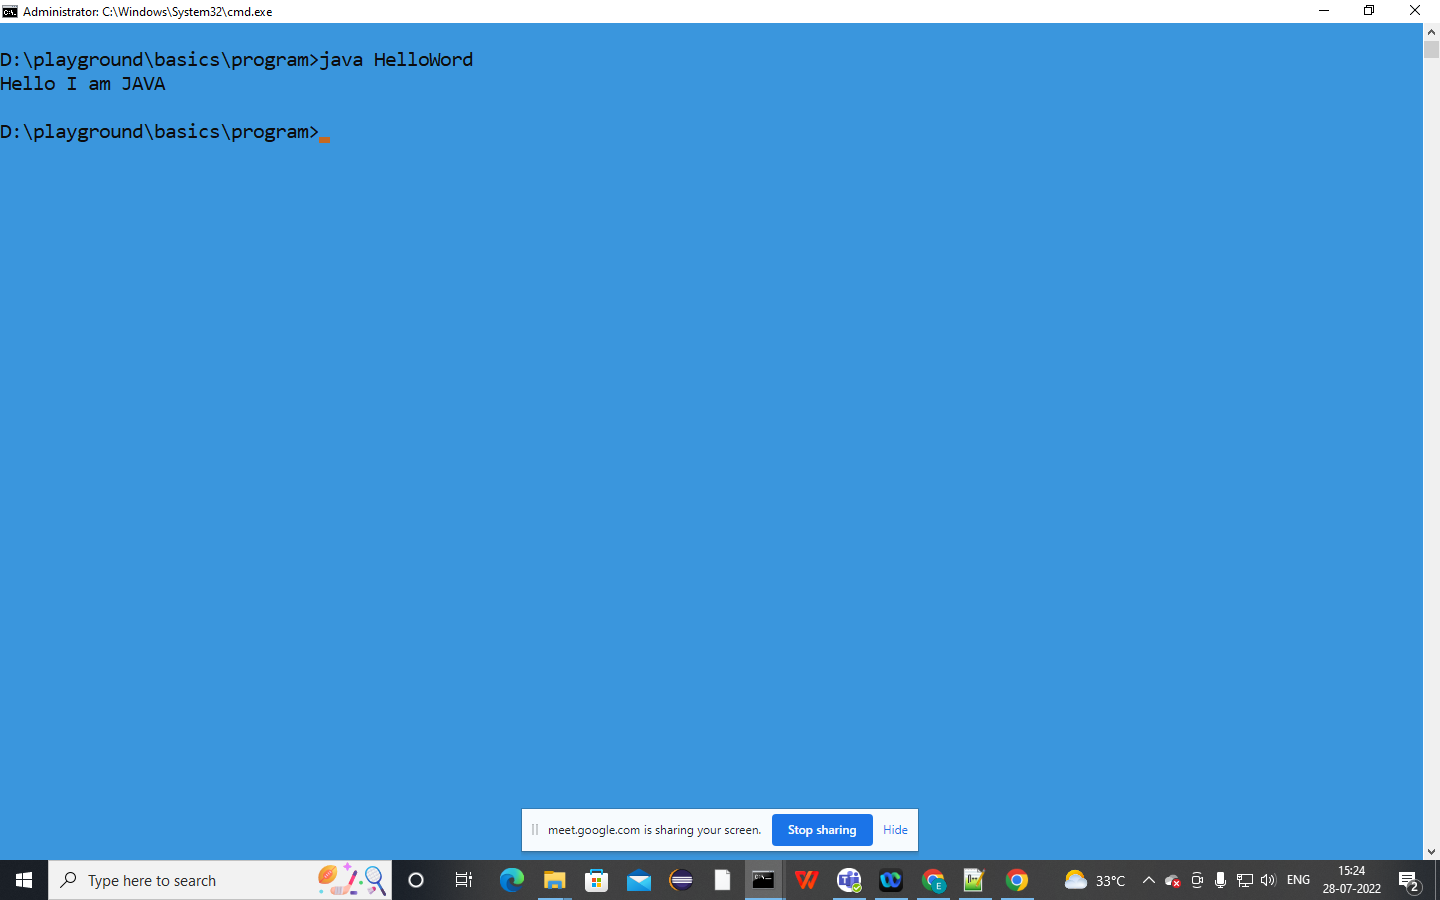 Administrator: C:\Windows\System32\cmd.exe
D:\playground\basics\program>java HelloWord
Hello I am JAVA
D:\playground\basics\program>
meet.google.com is sharing your screen. Stop sharing Hide
Type here to search
33°C ENG 15:24
28-07-2022 2